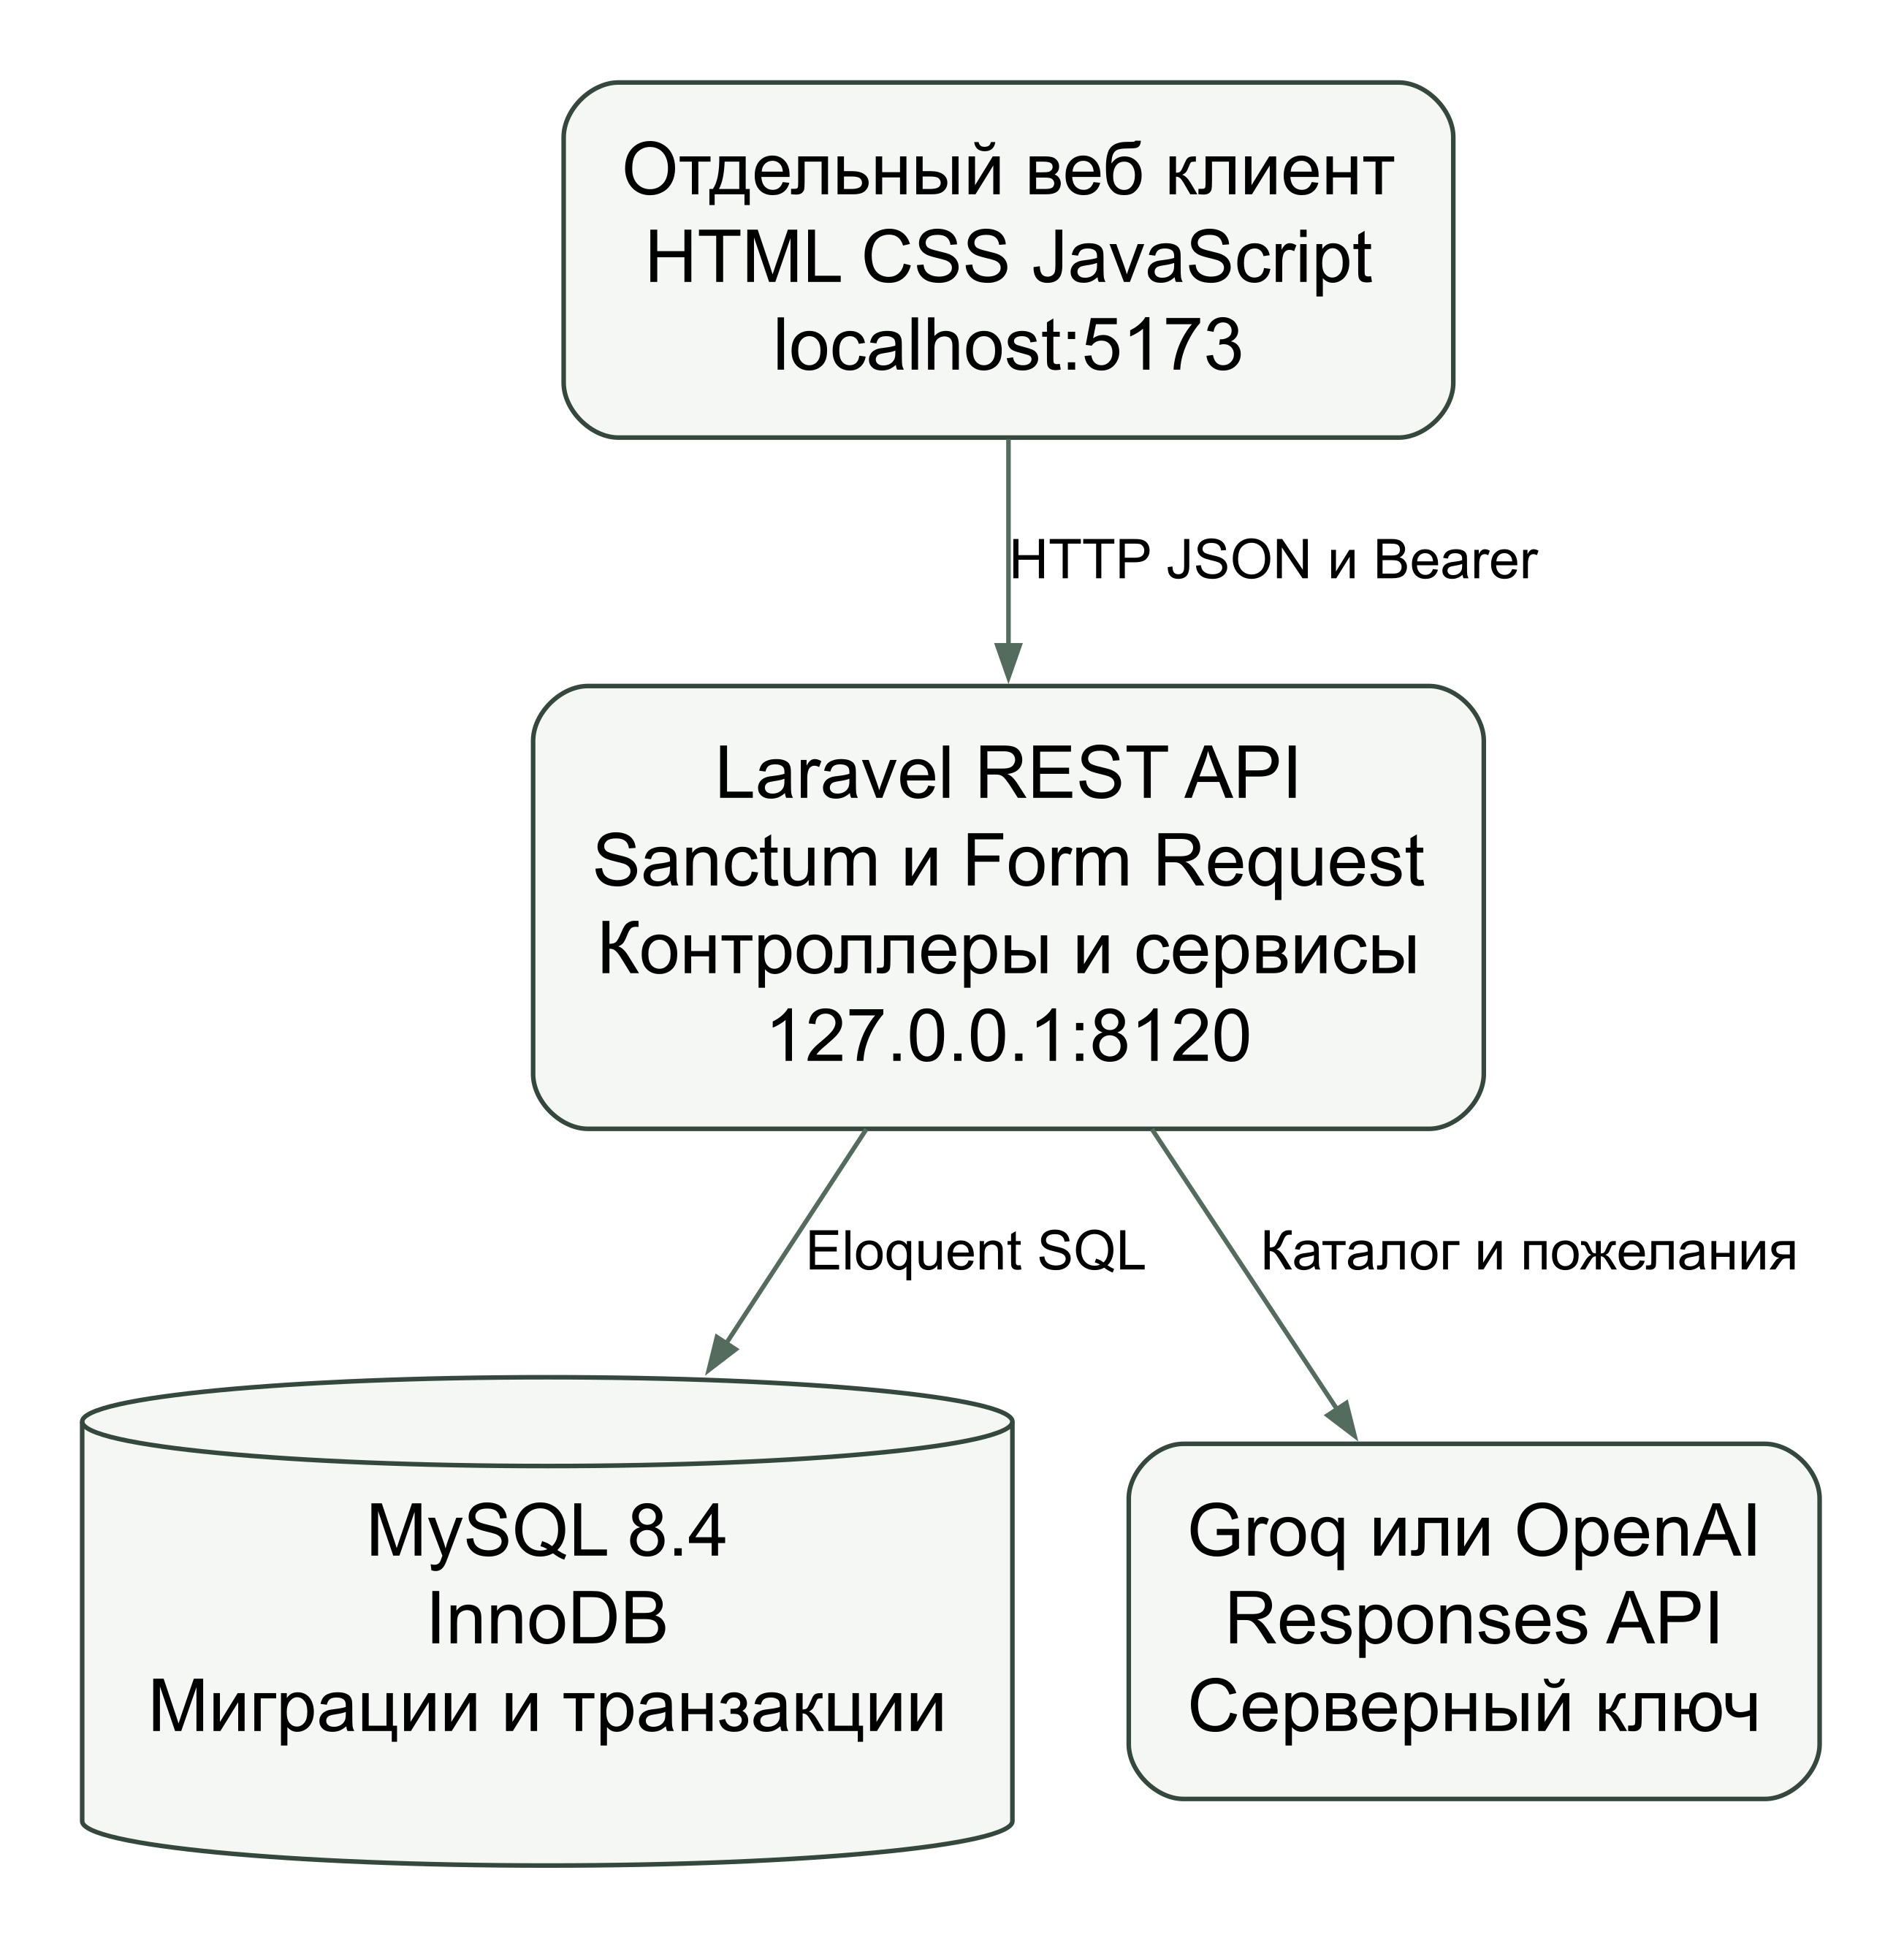 Отдельный веб клиент
HTML CSS JavaScript
localhost:5173
HTTP JSON и Bearer
Laravel REST API
Sanctum и Form Request
Контроллеры и сервисы
127.0.0.1:8120
Eloquent SQL
Каталог и пожелания
MySQL 8.4
InnoDB
Миграции и транзакции
Groq или OpenAI
Responses API
Серверный ключ